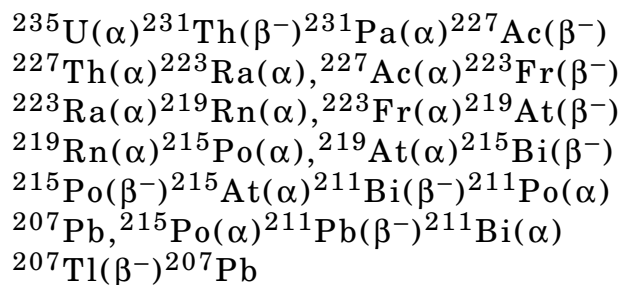 ²³⁵U(α)²³¹Th(β⁻)²³¹Pa(α)²²⁷Ac(β⁻)
²²⁷Th(α)²²³Ra(α),²²⁷Ac(α)²²³Fr(β⁻)
²²³Ra(α)²¹⁹Rn(α),²²³Fr(α)²¹⁹At(β⁻)
²¹⁹Rn(α)²¹⁵Po(α),²¹⁹At(α)²¹⁵Bi(β⁻)
²¹⁵Po(β⁻)²¹⁵At(α)²¹¹Bi(β⁻)²¹¹Po(α)
²⁰⁷Pb,²¹⁵Po(α)²¹¹Pb(β⁻)²¹¹Bi(α)
²⁰⁷Tl(β⁻)²⁰⁷Pb